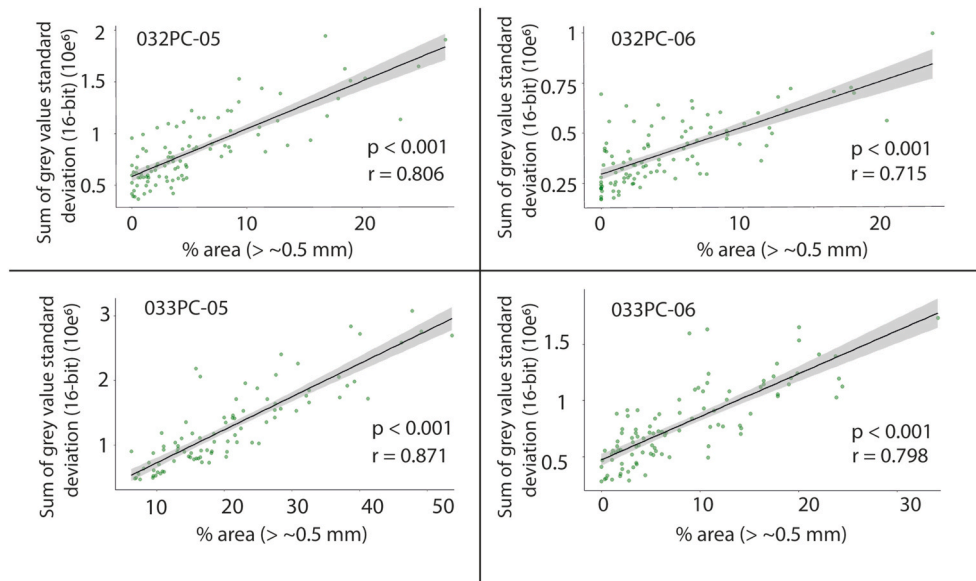 032PC-05
Sum of grey value standard
deviation (16-bit) (10e⁶)
2
1.5
1
0.5
0
10
20
p < 0.001
r = 0.806
% area (> ~0.5 mm)
032PC-06
Sum of grey value standard
deviation (16-bit) (10e⁶)
1
0.75
0.5
0.25
0
10
20
p < 0.001
r = 0.715
% area (> ~0.5 mm)
033PC-05
Sum of grey value standard
deviation (16-bit) (10e⁶)
3
2
1
10
20
30
40
50
p < 0.001
r = 0.871
% area (> ~0.5 mm)
033PC-06
Sum of grey value standard
deviation (16-bit) (10e⁶)
1.5
1
0.5
0
10
20
30
p < 0.001
r = 0.798
% area (> ~0.5 mm)